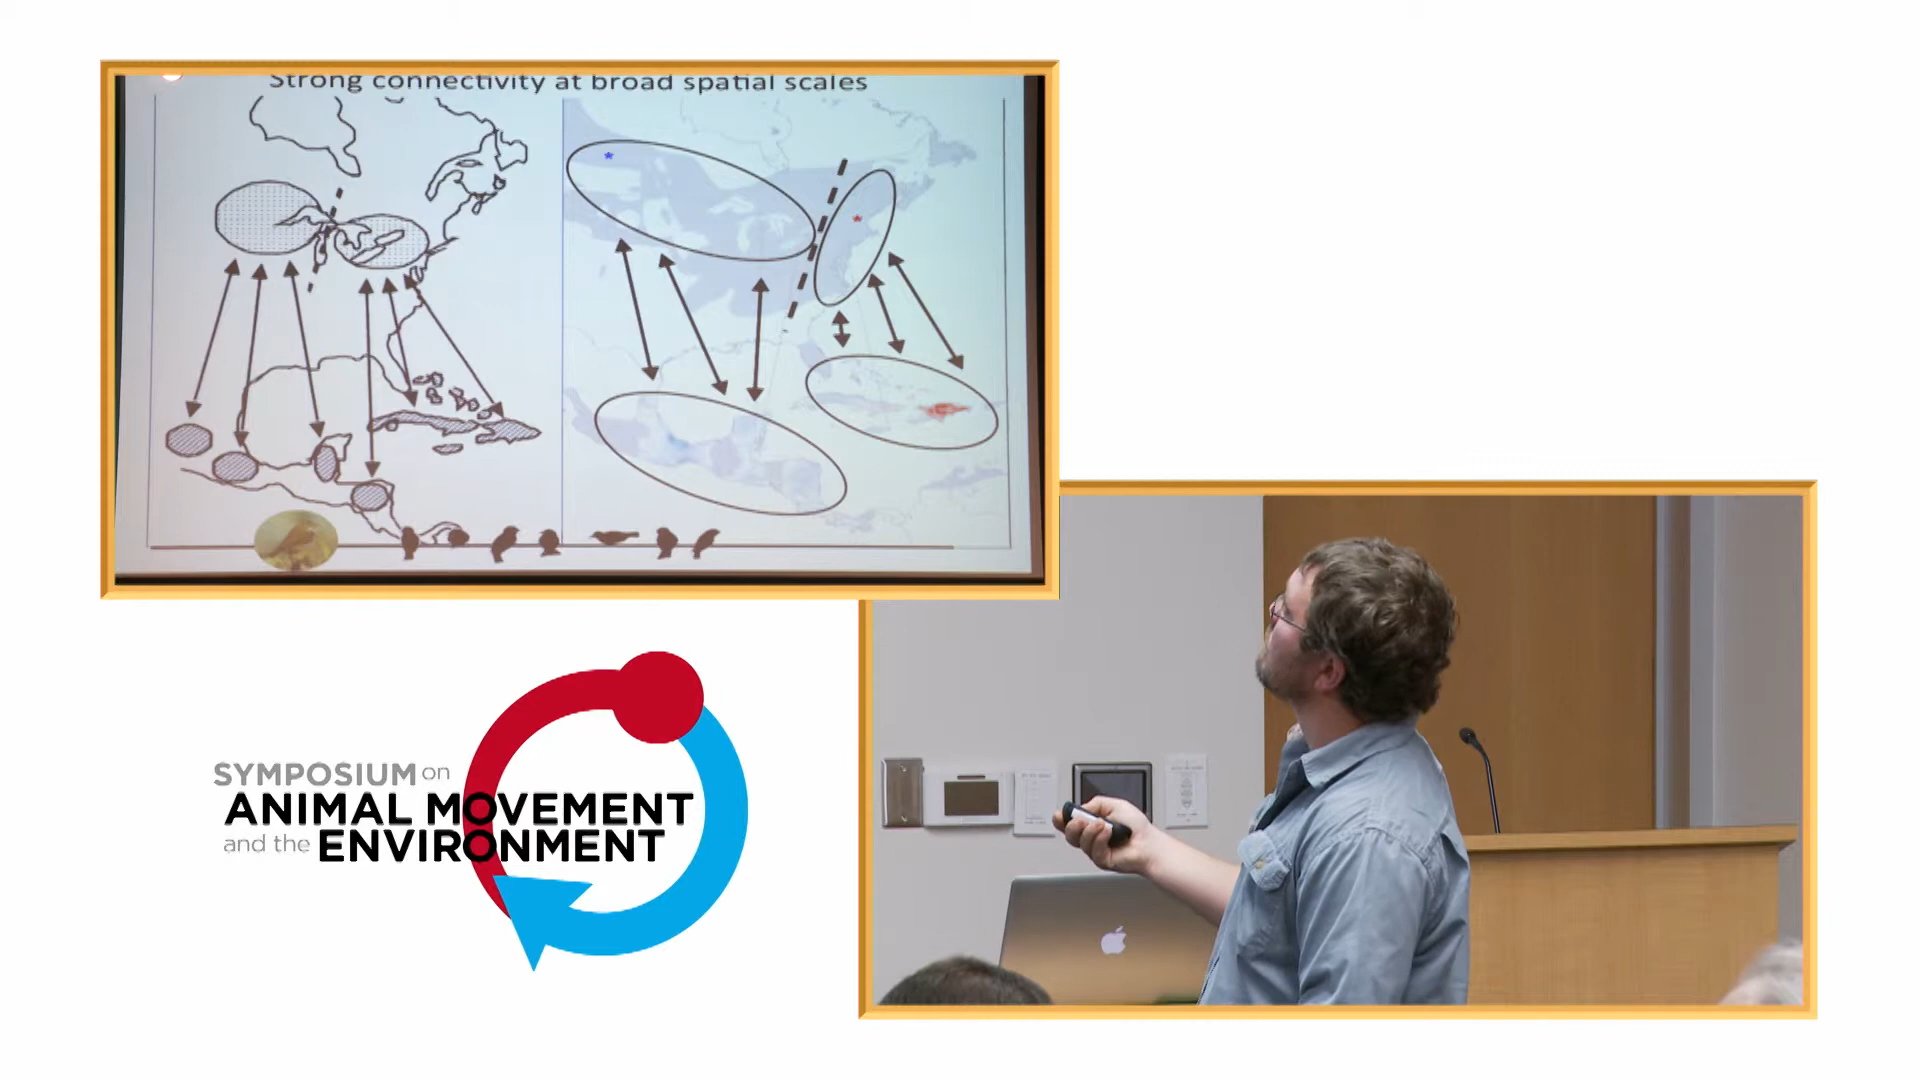 Strong connectivity at broad spatial scales
SYMPOSIUM on
ANIMAL MOVEMENT
and the ENVIRONMENT